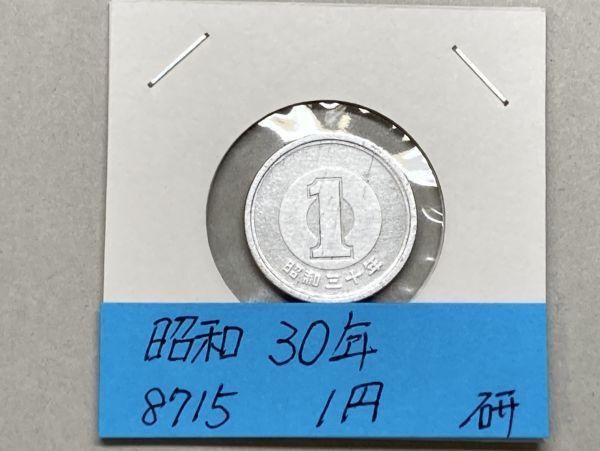 1
昭和三十年
昭和 30年
8715 1円 研